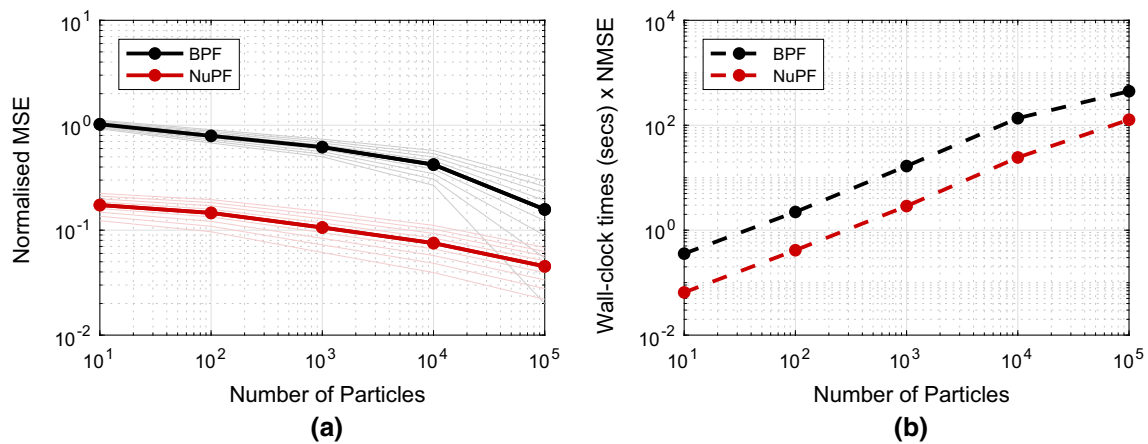 10^1
10^0
10^-1
10^-2
Normalised MSE
BPF
NuPF
10^1 10^2 10^3 10^4 10^5
Number of Particles
(a)
10^4
10^2
10^0
10^-2
Wall-clock times (secs) x NMSE
BPF
NuPF
10^1 10^2 10^3 10^4 10^5
Number of Particles
(b)